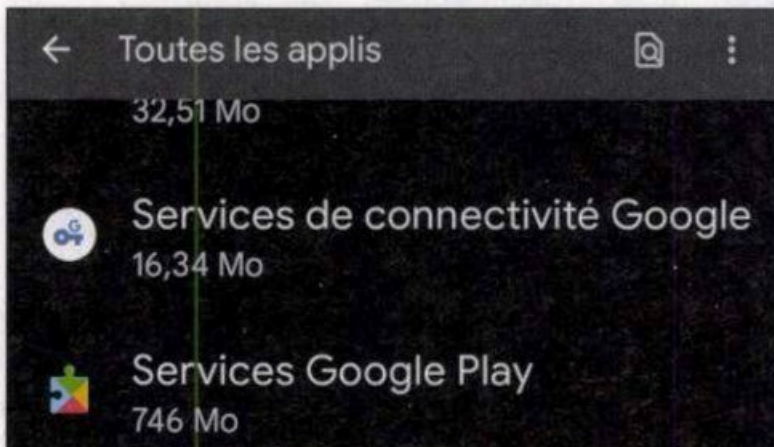 Toutes les applis
32,51 Mo
Services de connectivité Google
16,34 Mo
Services Google Play
746 Mo